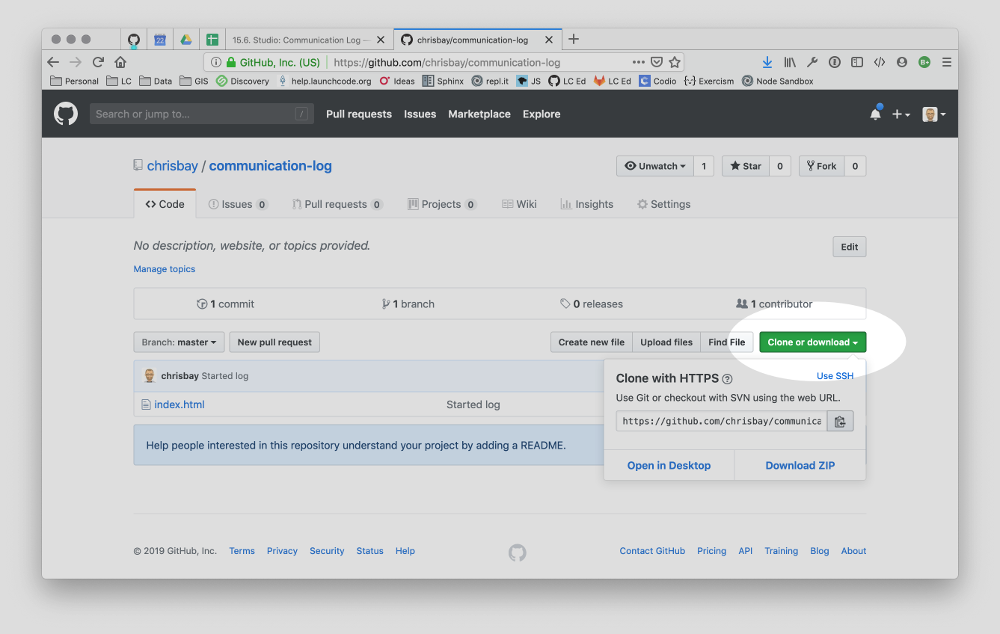 15.6. Studio: Communication Log —
chrisbay/communication-log
GitHub, Inc. (US) https://github.com/chrisbay/communication-log
Personal LC Data GIS Discovery help.launchcode.org Ideas Sphinx repl.it JS LC Ed LC Ed Codio Exercism Node Sandbox
Search or jump to... / Pull requests Issues Marketplace Explore
chrisbay / communication-log Unwatch 1 Star 0 Fork 0
Code Issues 0 Pull requests 0 Projects 0 Wiki Insights Settings
No description, website, or topics provided. Edit
Manage topics
1 commit 1 branch 0 releases 1 contributor
Branch: master New pull request Create new file Upload files Find File Clone or download
chrisbay Started log
index.html Started log
Help people interested in this repository understand your project by adding a README.
Clone with HTTPS Use SSH
Use Git or checkout with SVN using the web URL.
https://github.com/chrisbay/communica
Open in Desktop Download ZIP
© 2019 GitHub, Inc. Terms Privacy Security Status Help Contact GitHub Pricing API Training Blog About